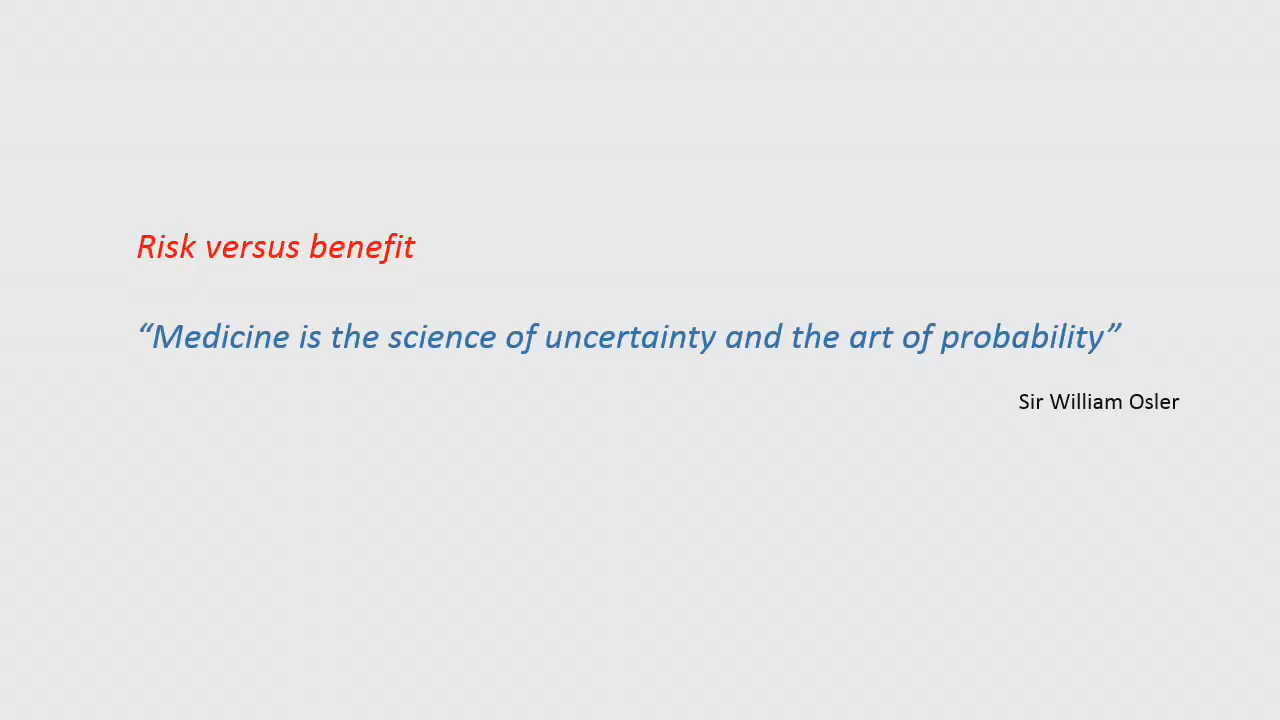 Risk versus benefit
“Medicine is the science of uncertainty and the art of probability”
Sir William Osler